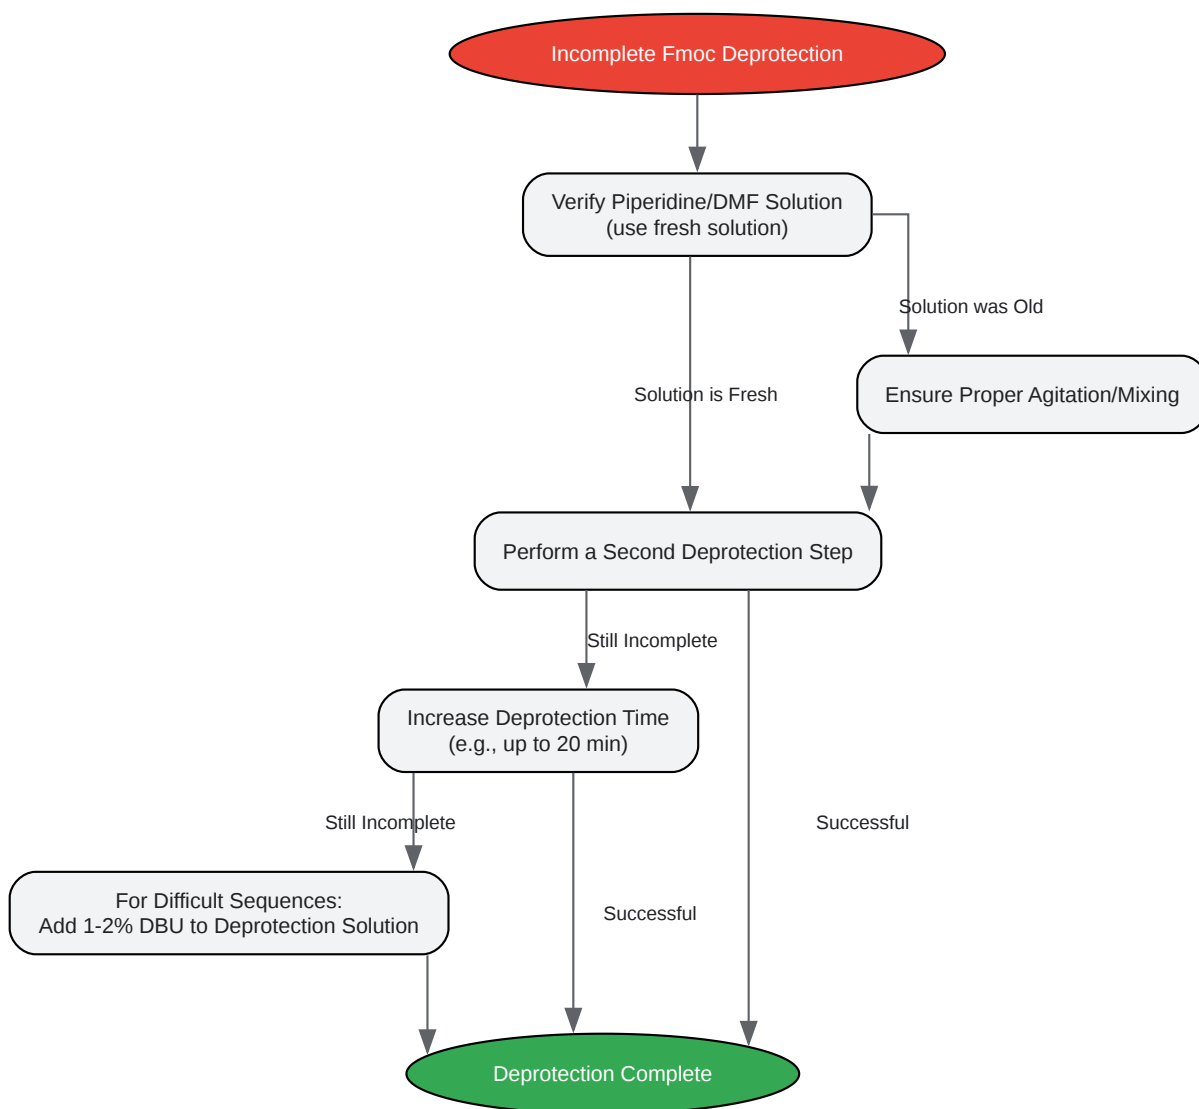 Incomplete Fmoc Deprotection
Verify Piperidine/DMF Solution
(use fresh solution)
Solution was Old
Solution is Fresh
Ensure Proper Agitation/Mixing
Perform a Second Deprotection Step
Still Incomplete
Increase Deprotection Time
(e.g., up to 20 min)
Still Incomplete
Successful
For Difficult Sequences:
Add 1-2% DBU to Deprotection Solution
Successful
Deprotection Complete